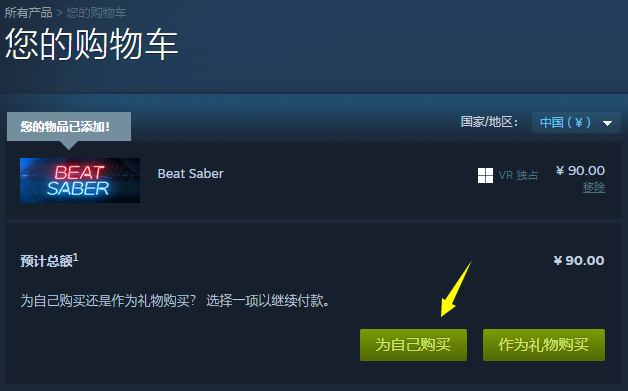 所有产品 > 您的购物车
您的购物车
您的物品已添加！
国家/地区： 中国 ( ¥ )
BEAT
SABER
Beat Saber
VR 独占
¥ 90.00
移除
预计总额1
¥ 90.00
为自己购买还是作为礼物购买？ 选择一项以继续付款。
为自己购买
作为礼物购买